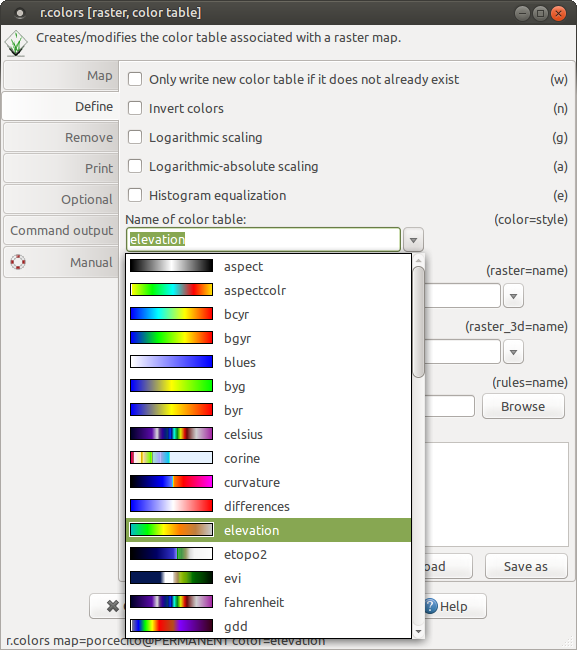 r.colors [raster, color table]
Creates/modifies the color table associated with a raster map.
Map
Define
Remove
Print
Optional
Command output
Manual
Only write new color table if it does not already exist (w)
Invert colors (n)
Logarithmic scaling (g)
Logarithmic-absolute scaling (a)
Histogram equalization (e)
Name of color table: (color=style)
elevation
(raster=name)
(raster_3d=name)
(rules=name)
Browse
aspect
aspectcolr
bcyr
bgyr
blues
byg
byr
celsius
corine
curvature
differences
elevation
etopo2
evi
fahrenheit
gdd
Save as
Help
r.colors map=porcecito@PERMANENT color=elevation